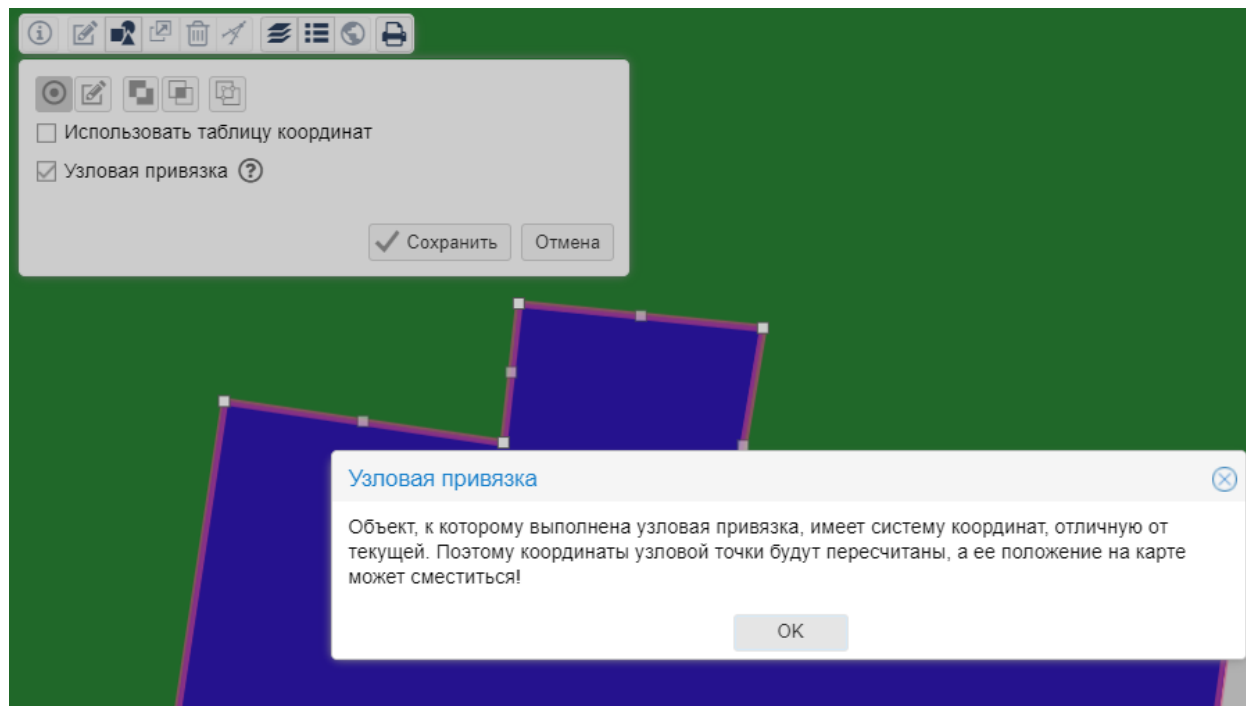 Использовать таблицу координат
Узловая привязка ?
Сохранить Отмена
Узловая привязка
Объект, к которому выполнена узловая привязка, имеет систему координат, отличную от
текущей. Поэтому координаты узловой точки будут пересчитаны, а ее положение на карте
может сместиться!
OK